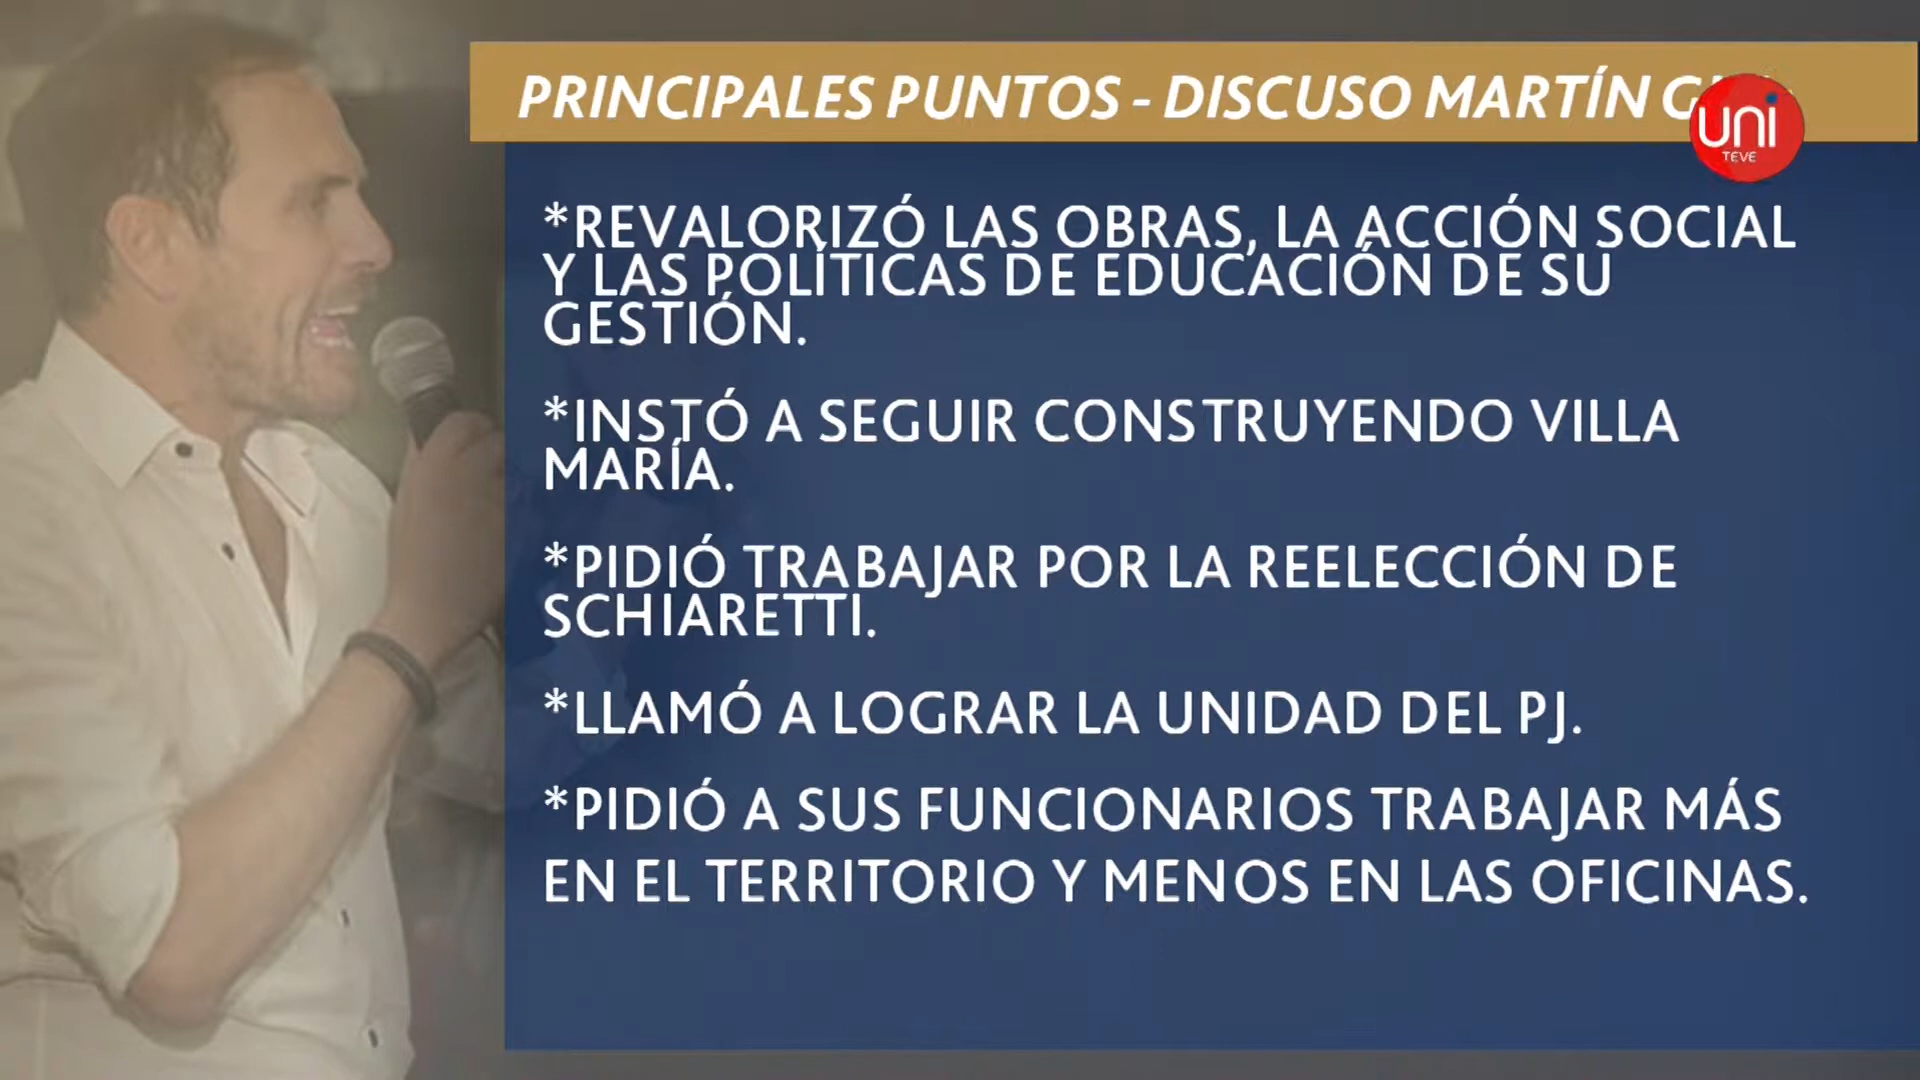 PRINCIPALES PUNTOS - DISCUSO MARTÍN
uni
TEVE
*REVALORIZÓ LAS OBRAS, LA ACCIÓN SOCIAL
Y LAS POLÍTICAS DE EDUCACIÓN DE SU
GESTIÓN.
*INSTÓ A SEGUIR CONSTRUYENDO VILLA
MARÍA.
*PIDIÓ TRABAJAR POR LA REELECCIÓN DE
SCHIARETTI.
*LLAMÓ A LOGRAR LA UNIDAD DEL PJ.
*PIDIÓ A SUS FUNCIONARIOS TRABAJAR MÁS
EN EL TERRITORIO Y MENOS EN LAS OFICINAS.